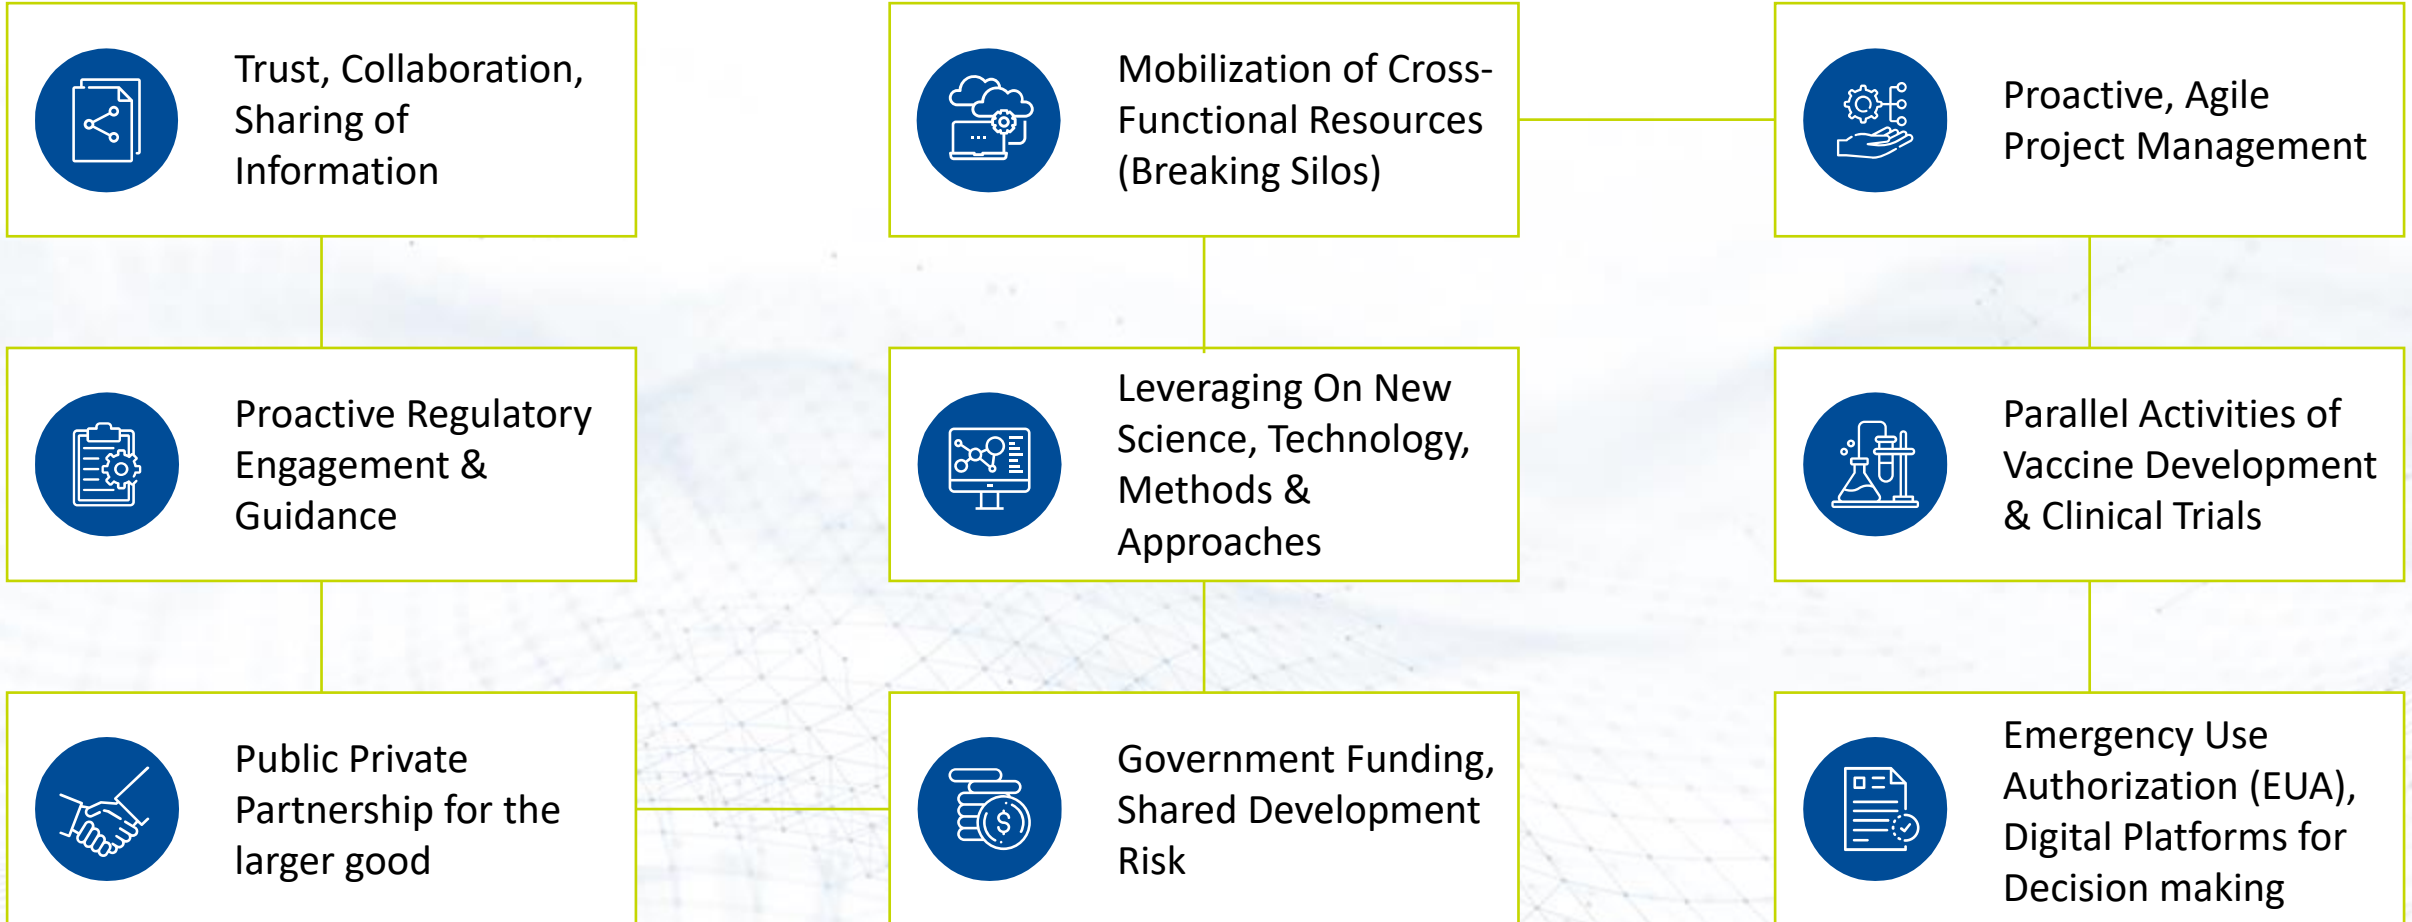 Trust, Collaboration,
Sharing of
Information
Proactive Regulatory
Engagement &
Guidance
Public Private
Partnership for the
larger good
Government Funding,
Shared Development
Risk
Leveraging On New
Science, Technology,
Methods &
Approaches
Mobilization of Cross-
Functional Resources
(Breaking Silos)
Proactive, Agile
Project Management
Parallel Activities of
Vaccine Development
& Clinical Trials
Emergency Use
Authorization (EUA),
Digital Platforms for
Decision making